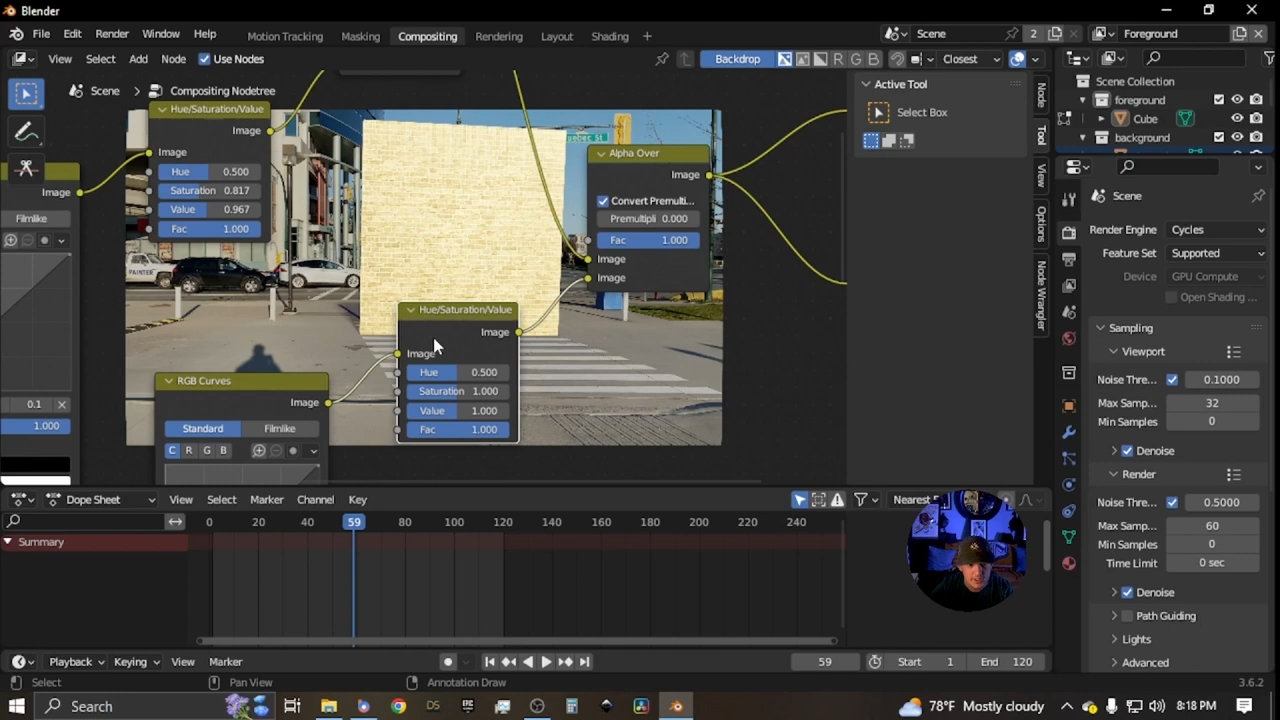 Blender
File Edit Render Window Help
Motion Tracking Masking Compositing Rendering Layout Shading +
Scene 2
Foreground
View Select Add Node Use Nodes
Backdrop R G B Closest
Scene > Compositing Nodetree
Active Tool
Select Box
Node
Tool
View
Options
Node Wrangler
Scene Collection
foreground
Cube
background
Hue/Saturation/Value
Image
Image
Hue 0.500
Saturation 0.817
Value 0.967
Fac 1.000
Image
Filmlike
0.1
1.000
PAINTER
Alpha Over
Image
Convert Premulti...
Premultipli 0.000
Fac 1.000
Image
Image
Hue/Saturation/Value
Image
Image
Hue 0.500
Saturation 1.000
Value 1.000
Fac 1.000
RGB Curves
Image
Standard Filmlike
C R G B
Scene
Render Engine Cycles
Feature Set Supported
Device GPU Compute
Open Shading ...
Sampling
Viewport
Noise Thre... 0.1000
Max Samp... 32
Min Samples 0
Denoise
Render
Noise Thre... 0.5000
Max Samp... 60
Min Samples 0
Time Limit 0 sec
Denoise
Path Guiding
Lights
Advanced
Dope Sheet View Select Marker Channel Key
0 20 40 59 80 100 120 140 160 180 200 220 240
Summary
Playback Keying View Marker
59 Start 1 End 120
Select Pan View Annotation Draw 3.6.2
Search DS EPIC 78°F Mostly cloudy 8:18 PM